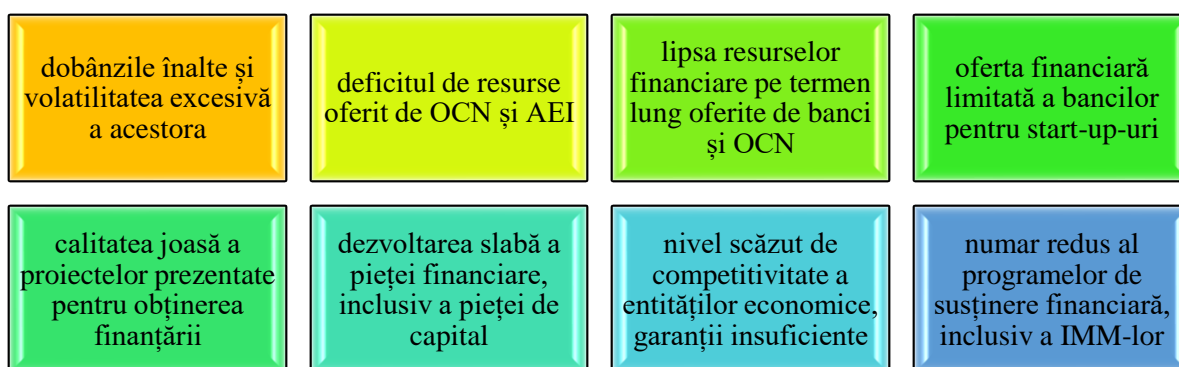 dobânzile înalte și
volatilitatea excesivă
a acestora
deficitul de resurse
oferit de OCN și AEI
lipsa resurselor
financiare pe termen
lung oferite de banci
și OCN
oferta financiară
limitată a bancilor
pentru start-up-uri
calitatea joasă a
proiectelor prezentate
pentru obținerea
finanțării
dezvoltarea slabă a
pieței financiare,
inclusiv a pieței de
capital
nivel scăzut de
competitivitate a
entităților economice,
garanții insuficiente
numar redus al
programelor de
susținere financiară,
inclusiv a IMM-lor